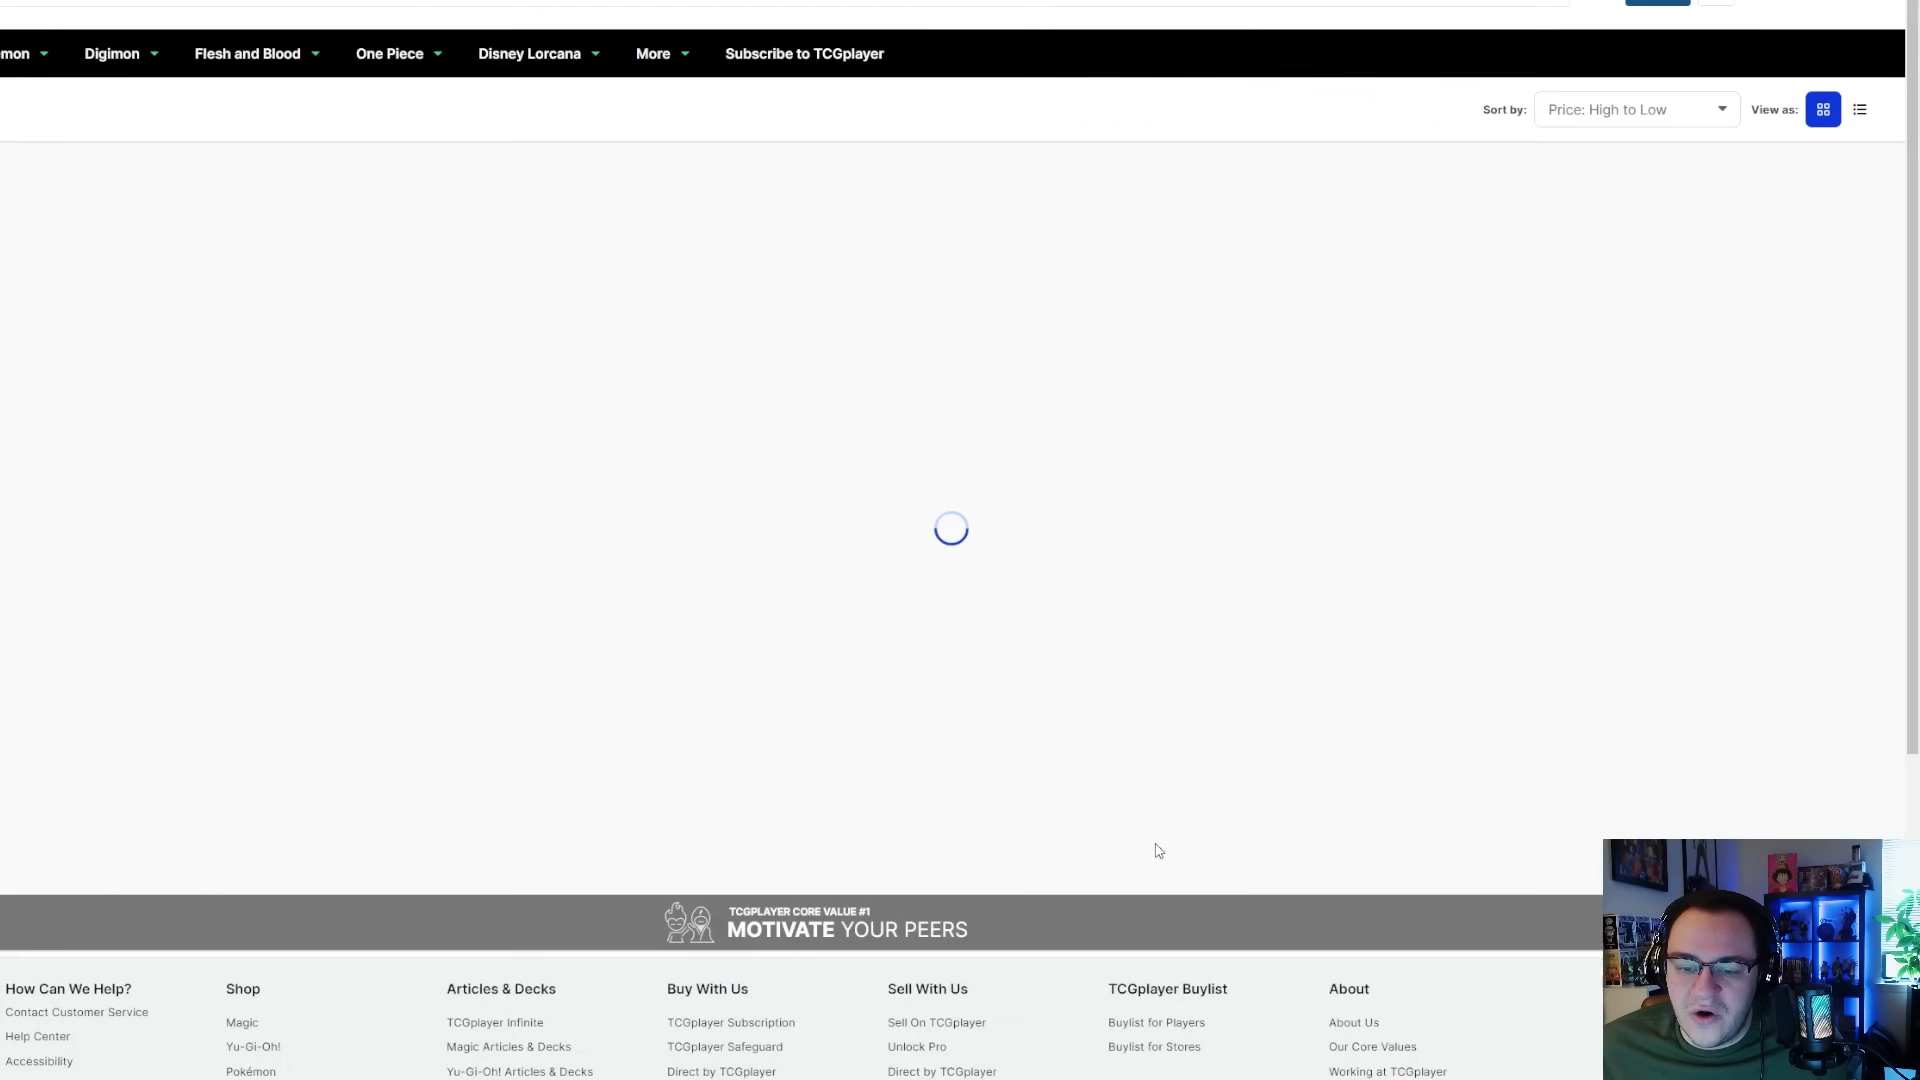 mon Digimon Flesh and Blood One Piece Disney Lorcana More Subscribe to TCGplayer
Sort by: Price: High to Low View as:
TCGPLAYER CORE VALUE #1
MOTIVATE YOUR PEERS
How Can We Help? Shop Articles & Decks Buy With Us Sell With Us TCGplayer Buylist About
Contact Customer Service
Magic TCGplayer Infinite TCGplayer Subscription Sell On TCGplayer Buylist for Players About Us
Help Center
Yu-Gi-Oh! Magic Articles & Decks TCGplayer Safeguard Unlock Pro Buylist for Stores Our Core Values
Accessibility
Pokémon Yu-Gi-Oh! Articles & Decks Direct by TCGplayer Direct by TCGplayer Working at TCGplayer